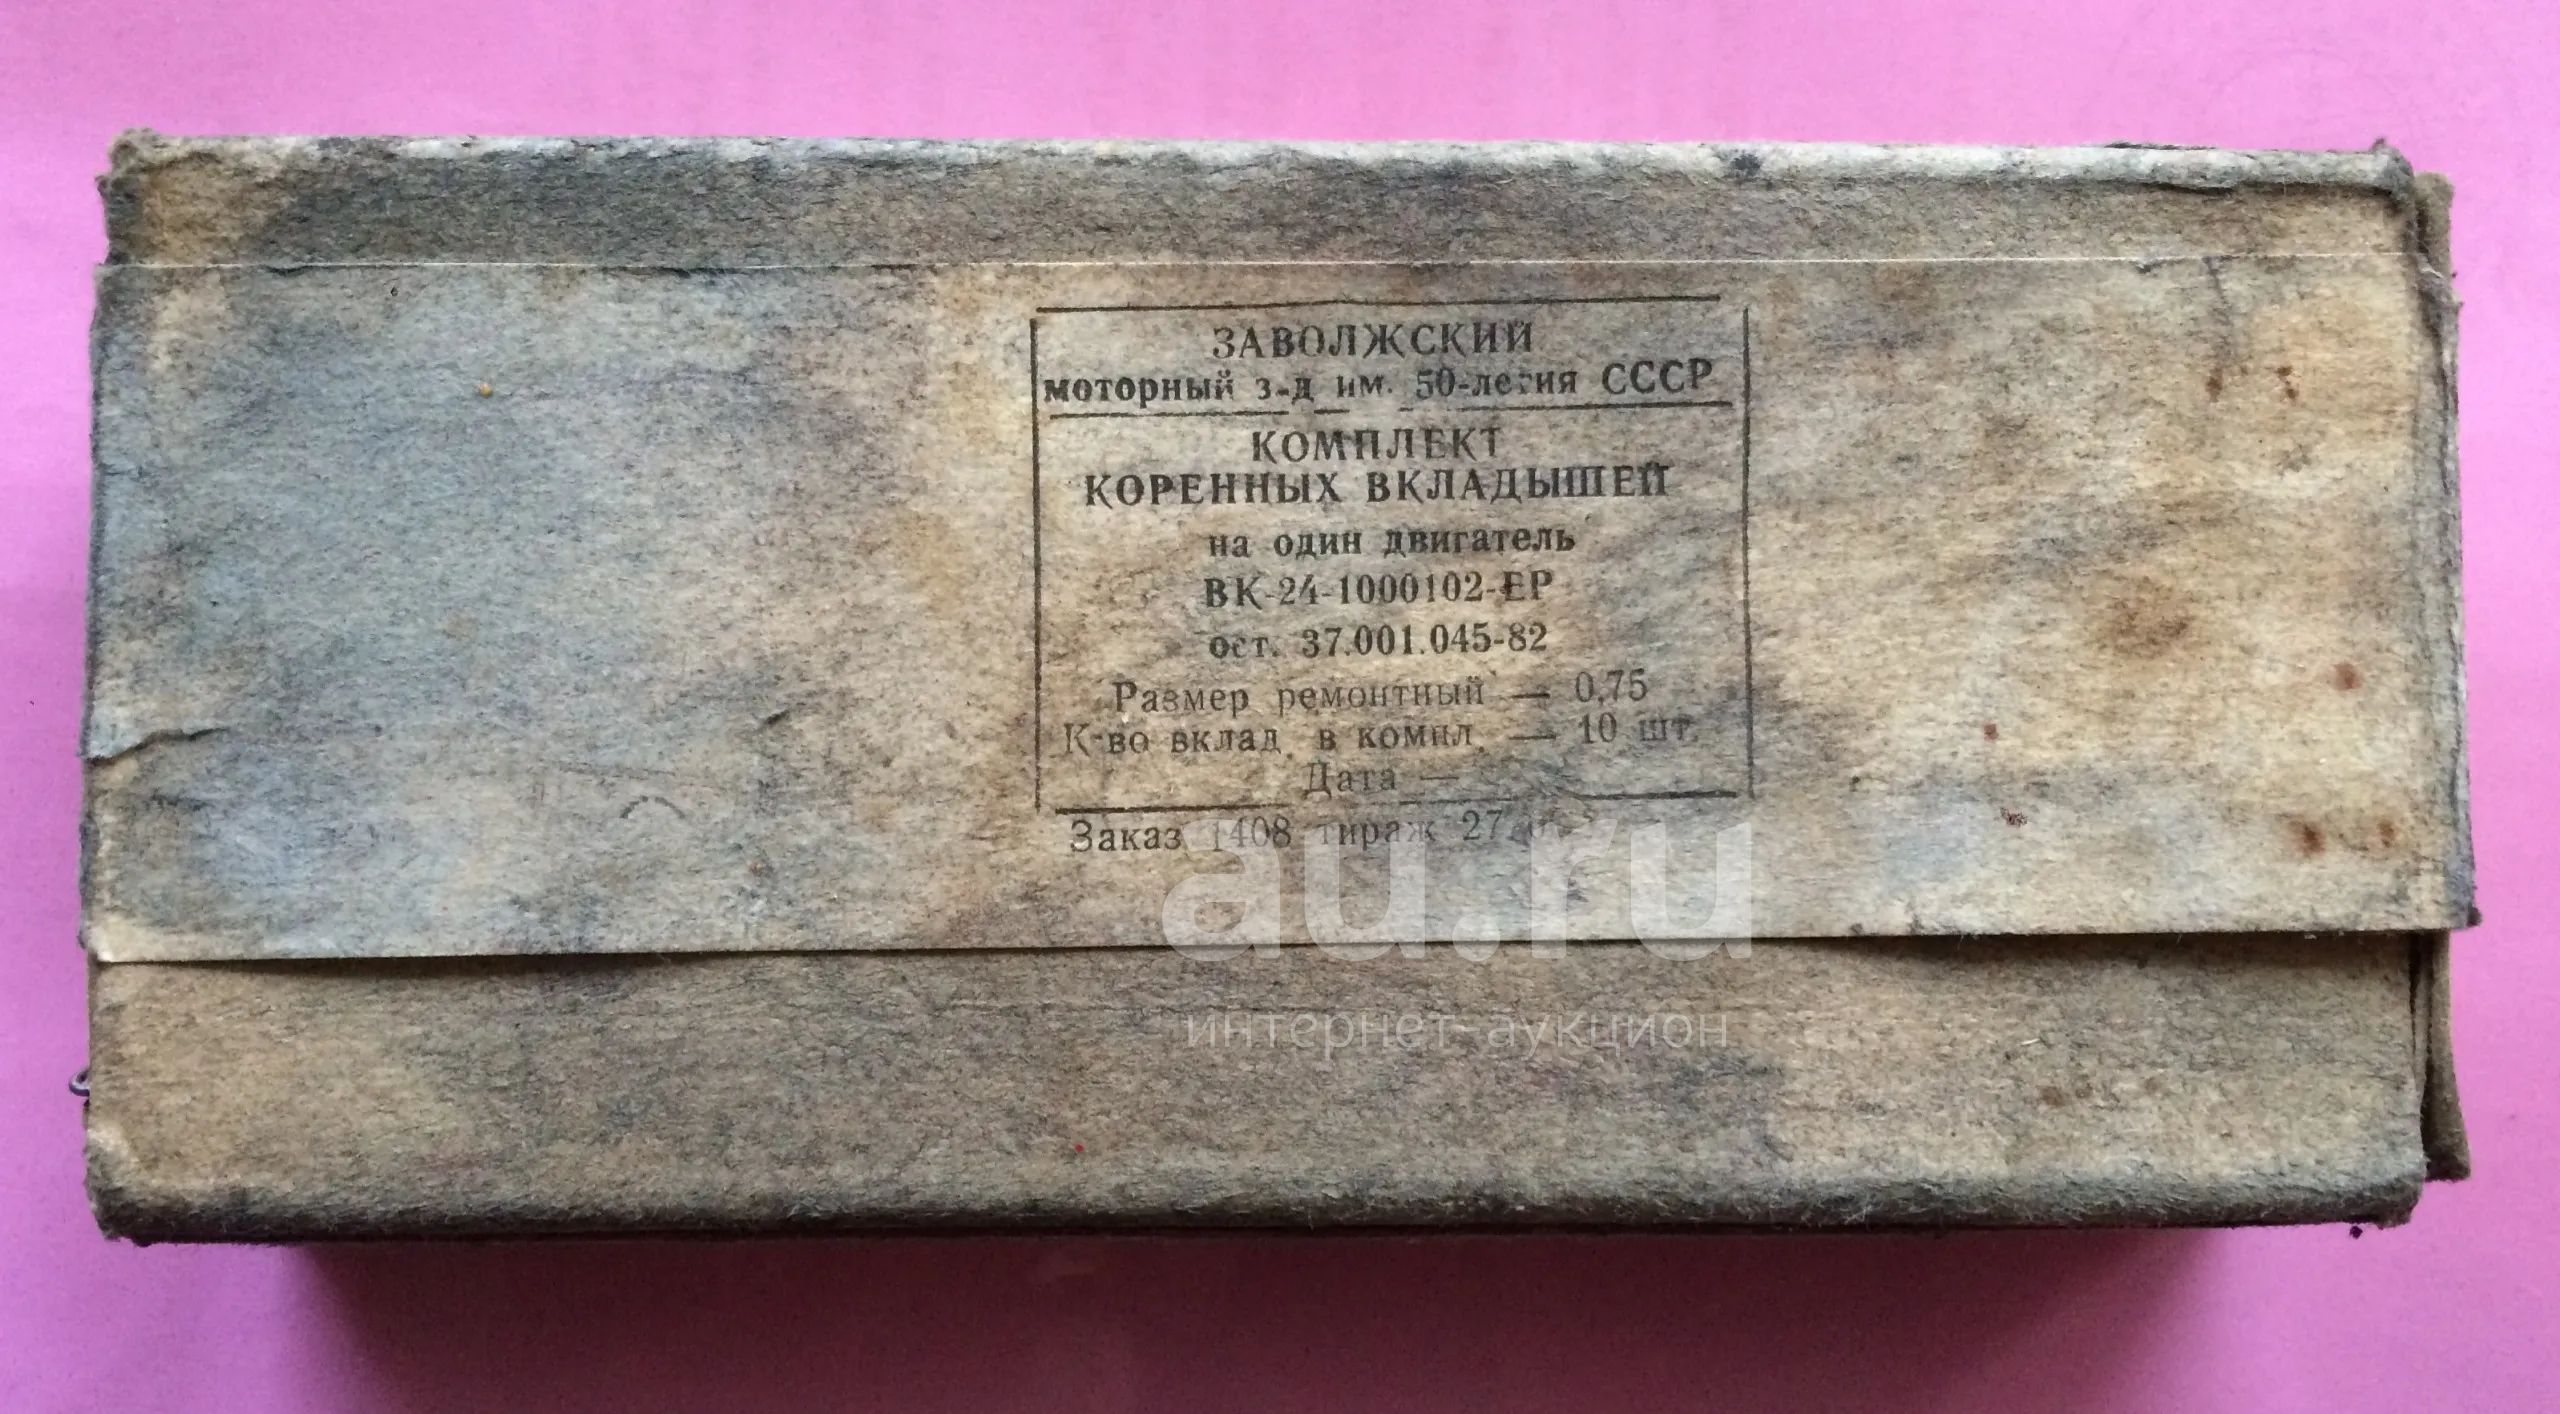 ЗАВОЛЖСКИЙ
моторный з-д им. 50-летия СССР
КОМПЛЕКТ
КОРЕННЫХ ВКЛАДЫШЕЙ
на один двигатель
ВК-24-1000102-ЕР
ост. 37.001.045-82
Размер ремонтный — 0,75
К-во вклад. в компл. — 10 шт.
Дата —
Заказ 1408 тираж
au.ru
интернет-аукцион